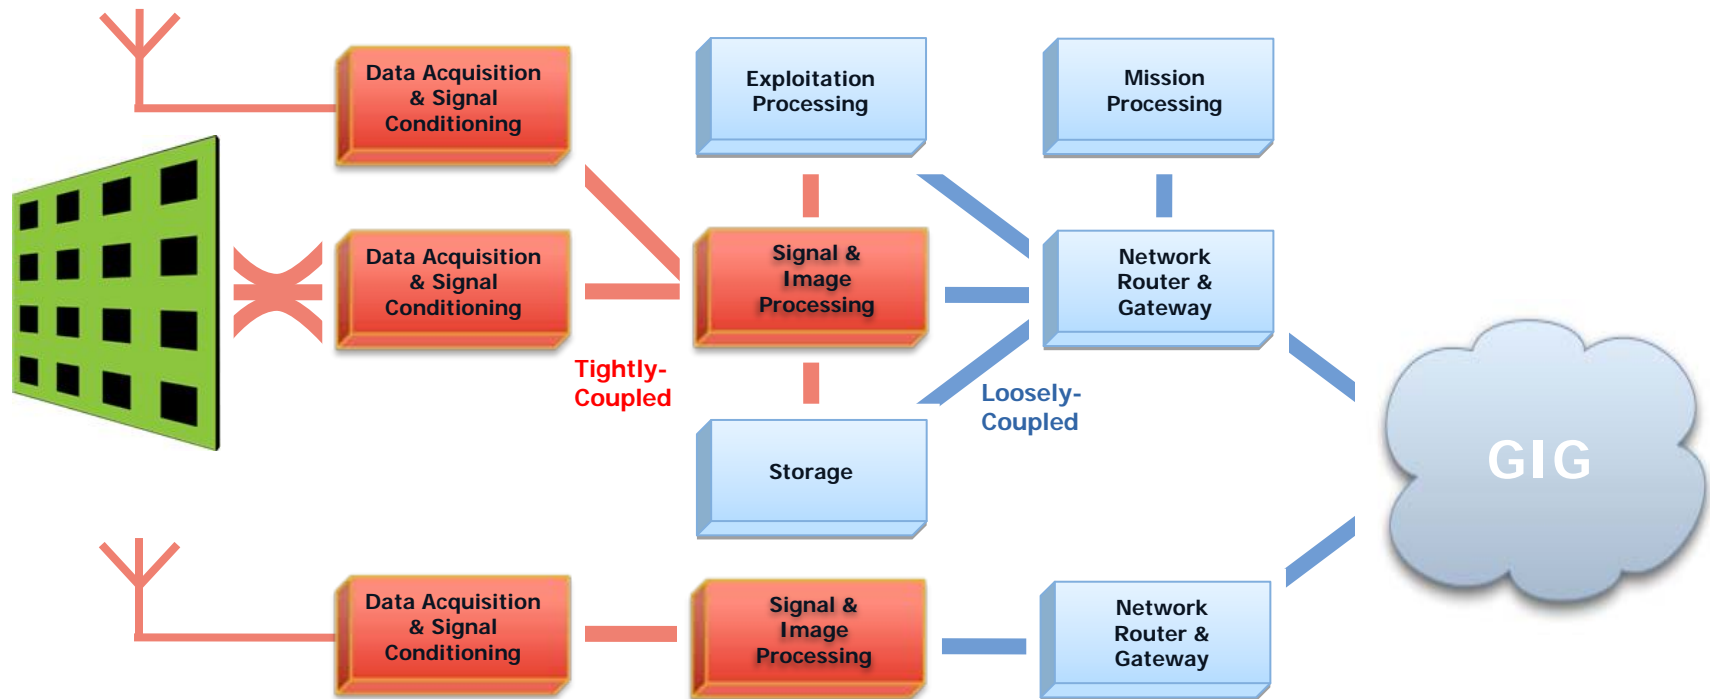 Data Acquisition
& Signal
Conditioning
Exploitation
Processing
Mission
Processing
Data Acquisition
& Signal
Conditioning
Signal &
Image
Processing
Network
Router &
Gateway
Tightly-
Coupled
Loosely-
Coupled
Storage
GIG
Data Acquisition
& Signal
Conditioning
Signal &
Image
Processing
Network
Router &
Gateway